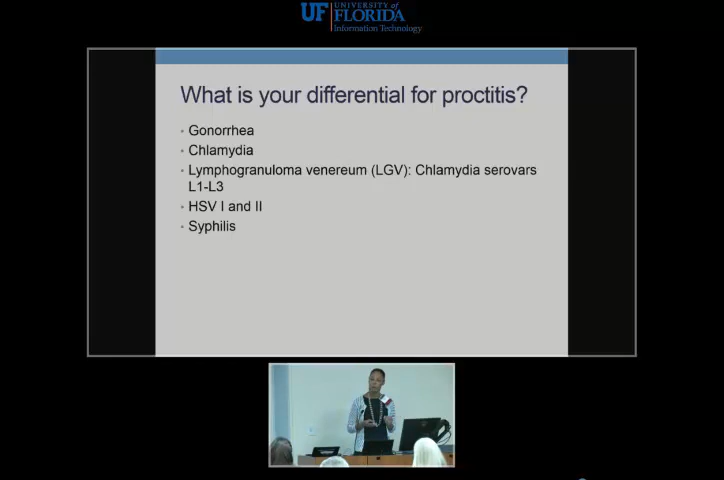 UF UNIVERSITY of
FLORIDA
Information Technology
What is your differential for proctitis?
• Gonorrhea
• Chlamydia
• Lymphogranuloma venereum (LGV): Chlamydia serovars
L1-L3
• HSV I and II
• Syphilis